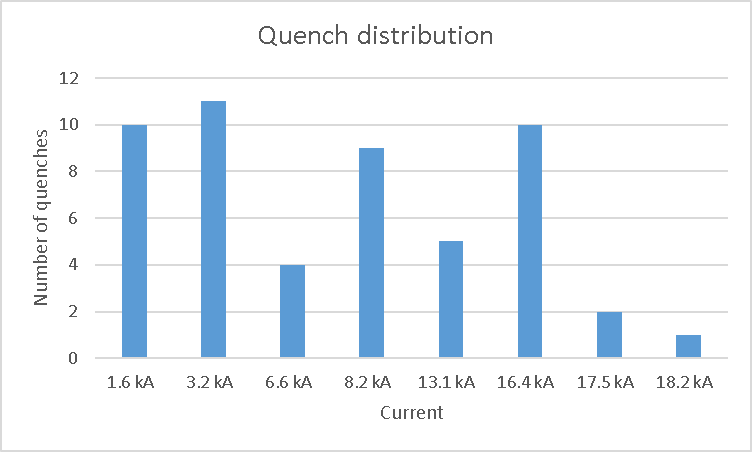 Quench distribution
Number of quenches
12
10
8
6
4
2
0
1.6 kA 3.2 kA 6.6 kA 8.2 kA 13.1 kA 16.4 kA 17.5 kA 18.2 kA
Current